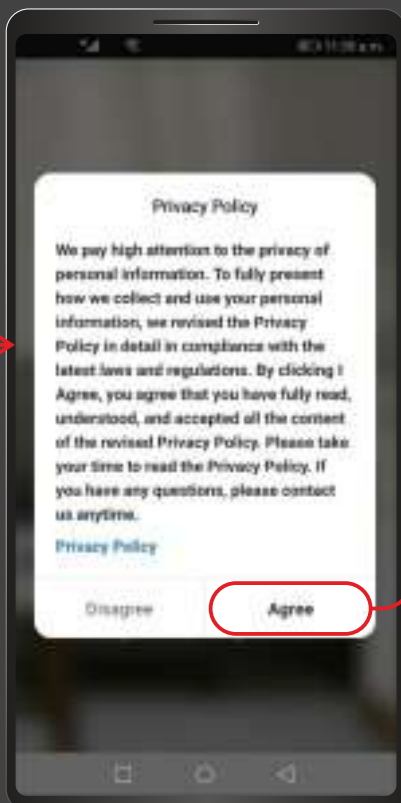 Privacy Policy
We pay high attention to the privacy of
personal information. To fully present
how we collect and use your personal
information, we revised the Privacy
Policy in detail in compliance with the
latest laws and regulations. By clicking I
Agree, you agree that you have fully read,
understood, and accepted all the content
of the revised Privacy Policy. Please take
your time to read the Privacy Policy. If
you have any questions, please contact
us anytime.
Privacy Policy
Disagree Agree